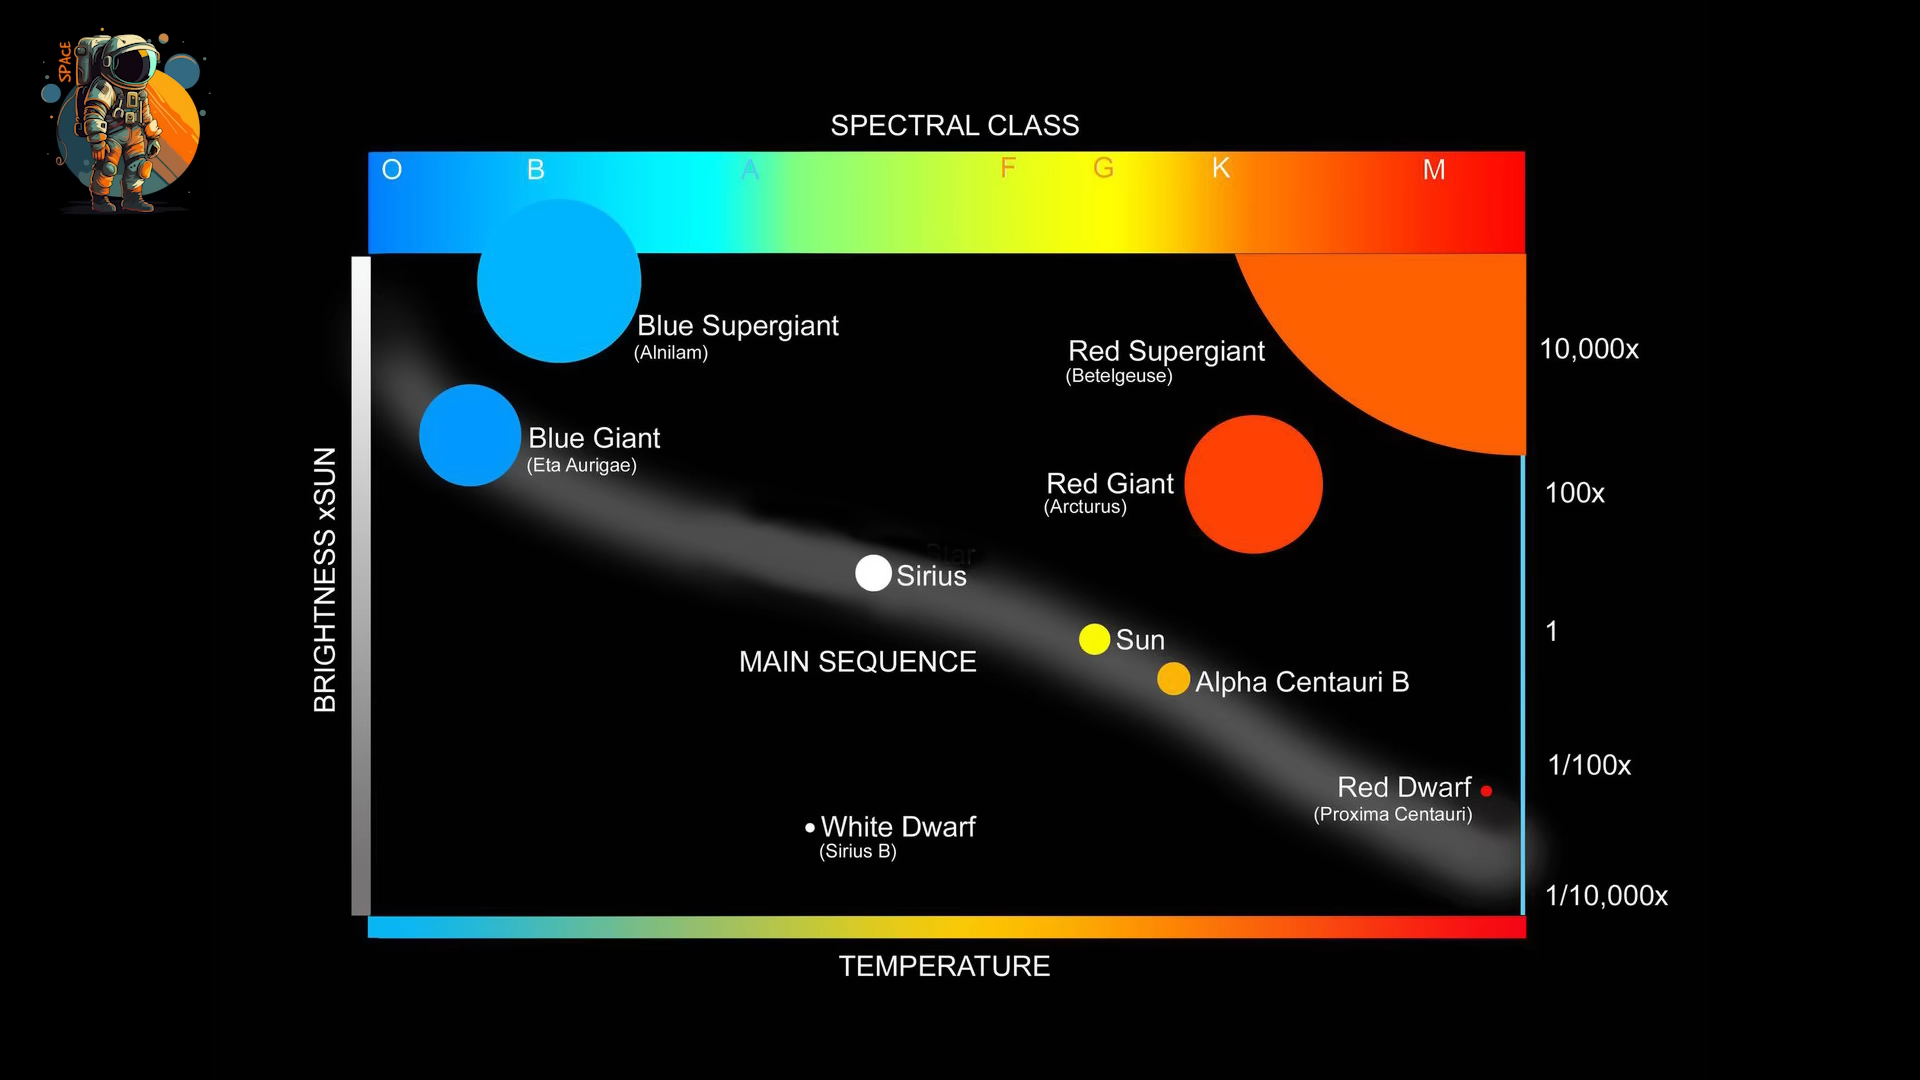 SPACE
SPECTRAL CLASS
O B A F G K M
Blue Supergiant
(Alnilam)
Red Supergiant
(Betelgeuse)
10,000x
Blue Giant
(Eta Aurigae)
Red Giant
(Arcturus)
100x
BRIGHTNESS xSUN
Star
Sirius
Sun
1
MAIN SEQUENCE
Alpha Centauri B
1/100x
Red Dwarf
(Proxima Centauri)
White Dwarf
(Sirius B)
1/10,000x
TEMPERATURE